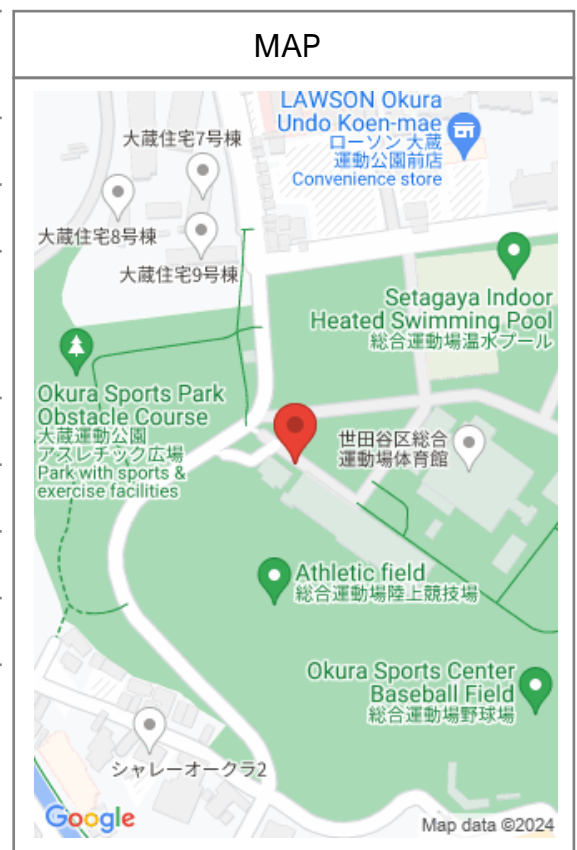 MAP
LAWSON Okura
Undo Koen-mae
ローソン 大蔵
運動公園前店
Convenience store
大蔵住宅7号棟
大蔵住宅8号棟
大蔵住宅9号棟
Setagaya Indoor
Heated Swimming Pool
総合運動場温水プール
Okura Sports Park
Obstacle Course
大蔵運動公園
アスレチック広場
Park with sports &
exercise facilities
世田谷区総合
運動場体育館
Athletic field
総合運動場陸上競技場
Okura Sports Center
Baseball Field
総合運動場野球場
シャレーオークラ2
Google
Map data ©2024